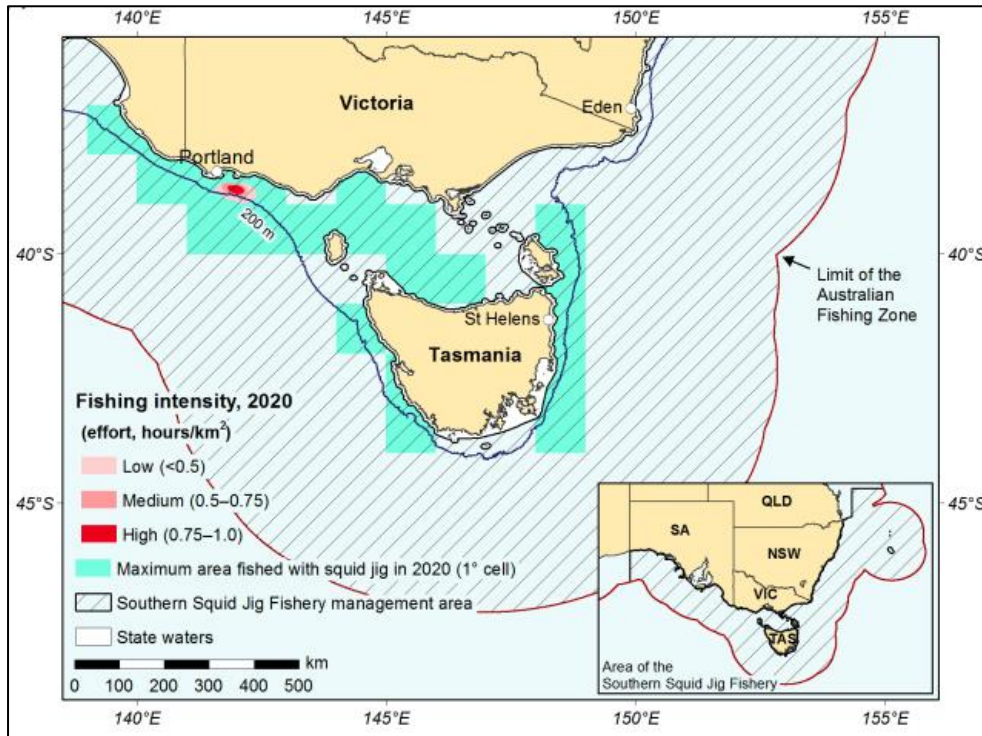 140°E 145°E 150°E 155°E
Victoria
Eden
Portland
200 m
40°S 40°S
Limit of the
Australian
Fishing Zone
St Helens
Tasmania
Fishing intensity, 2020
(effort, hours/km²)
Low (<0.5)
Medium (0.5–0.75)
High (0.75–1.0)
Maximum area fished with squid jig in 2020 (1° cell)
Southern Squid Jig Fishery management area
State waters
km
0 100 200 300 400 500
45°S 45°S
QLD
SA
NSW
VIC
TAS
Area of the
Southern Squid Jig Fishery
140°E 145°E 150°E 155°E